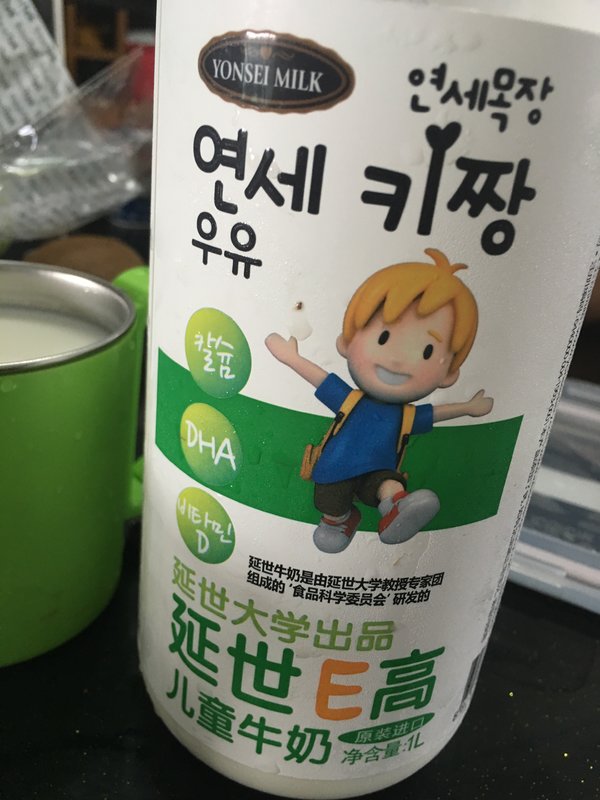 YONSEI MILK
연세목장
연세 키짱
우유
칼슘
DHA
비타민
D
延世牛奶是由延世大学教授专家团
组成的‘食品科学委员会’研发的
延世大学出品
延世E高
儿童牛奶
原装进口
净含量:1L